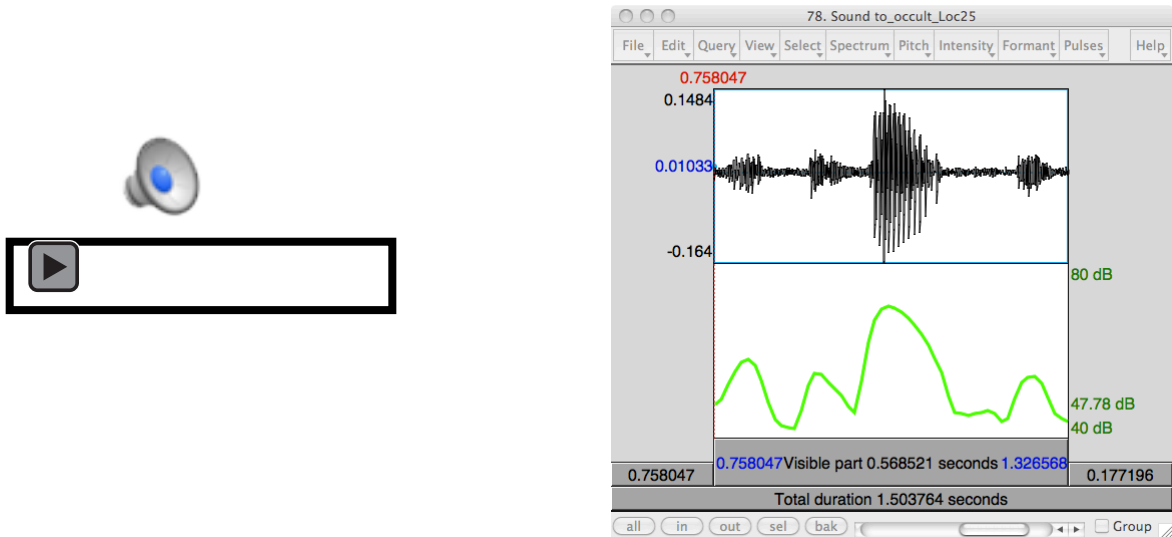 78. Sound to_occult_Loc25
File Edit Query View Select Spectrum Pitch Intensity Formant Pulses Help
0.758047
0.1484
0.01033
-0.164
80 dB
47.78 dB
40 dB
0.758047 Visible part 0.568521 seconds 1.326568
0.758047 0.177196
Total duration 1.503764 seconds
all in out sel bak Group